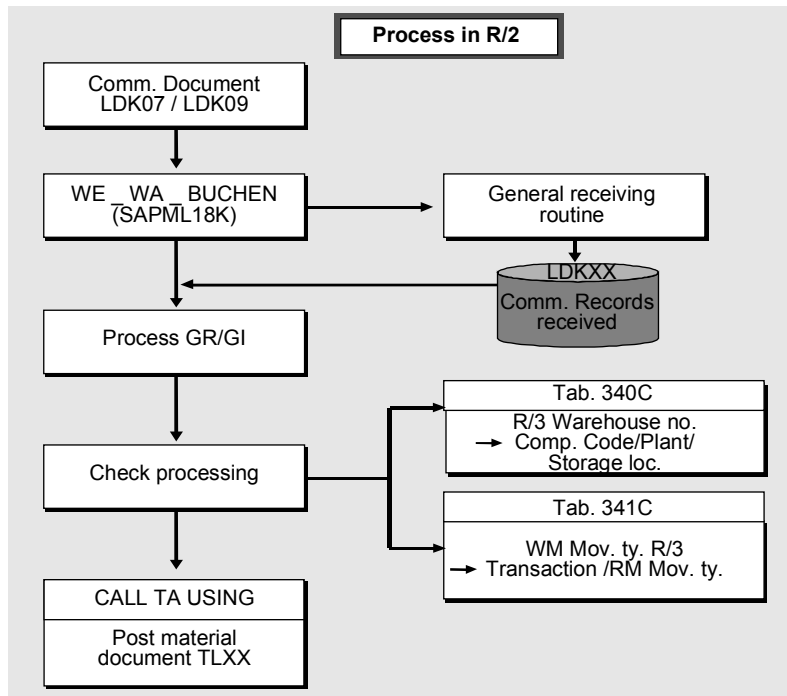 Process in R/2
Comm. Document
LDK07 / LDK09
WE _ WA _ BUCHEN
(SAPML18K)
General receiving
routine
LDKXX
Comm. Records
received
Process GR/GI
Check processing
Tab. 340C
R/3 Warehouse no.
Comp. Code/Plant/
Storage loc.
Tab. 341C
WM Mov. ty. R/3
Transaction /RM Mov. ty.
CALL TA USING
Post material
document TLXX